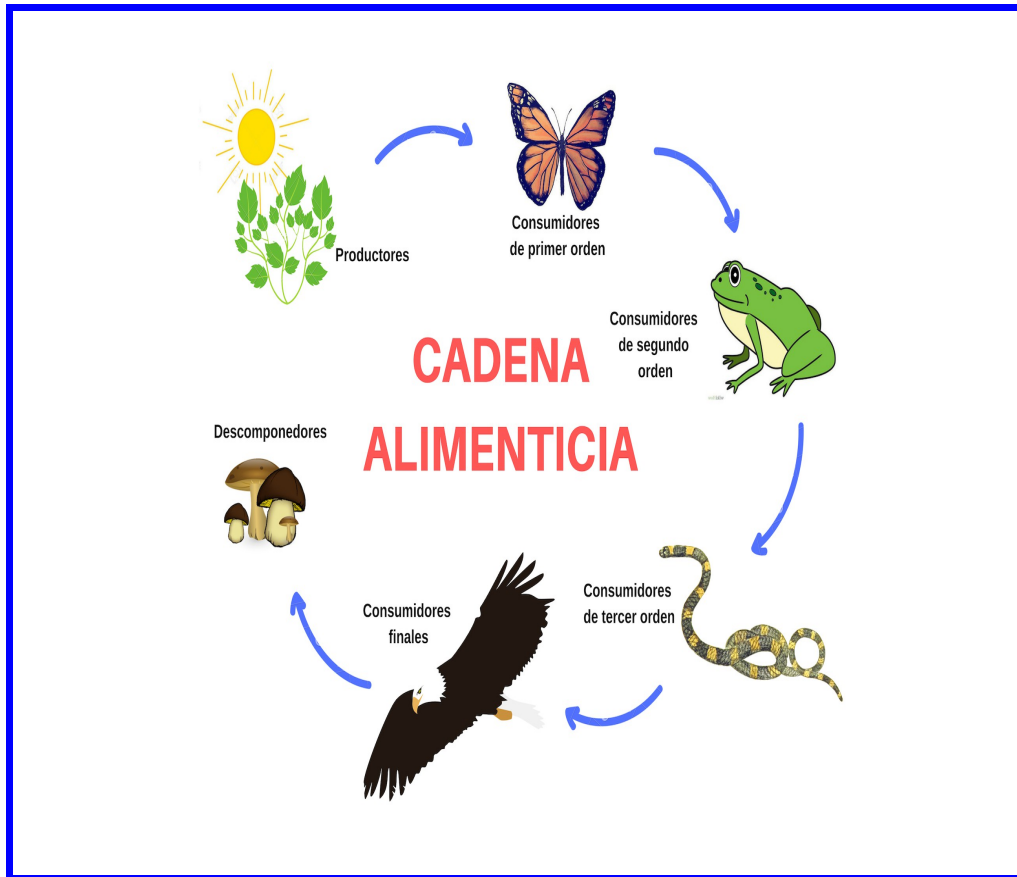 Productores
Consumidores
de primer orden
Consumidores
de segundo
orden
CADENA
ALIMENTICIA
Descomponedores
Consumidores
de tercer orden
Consumidores
finales